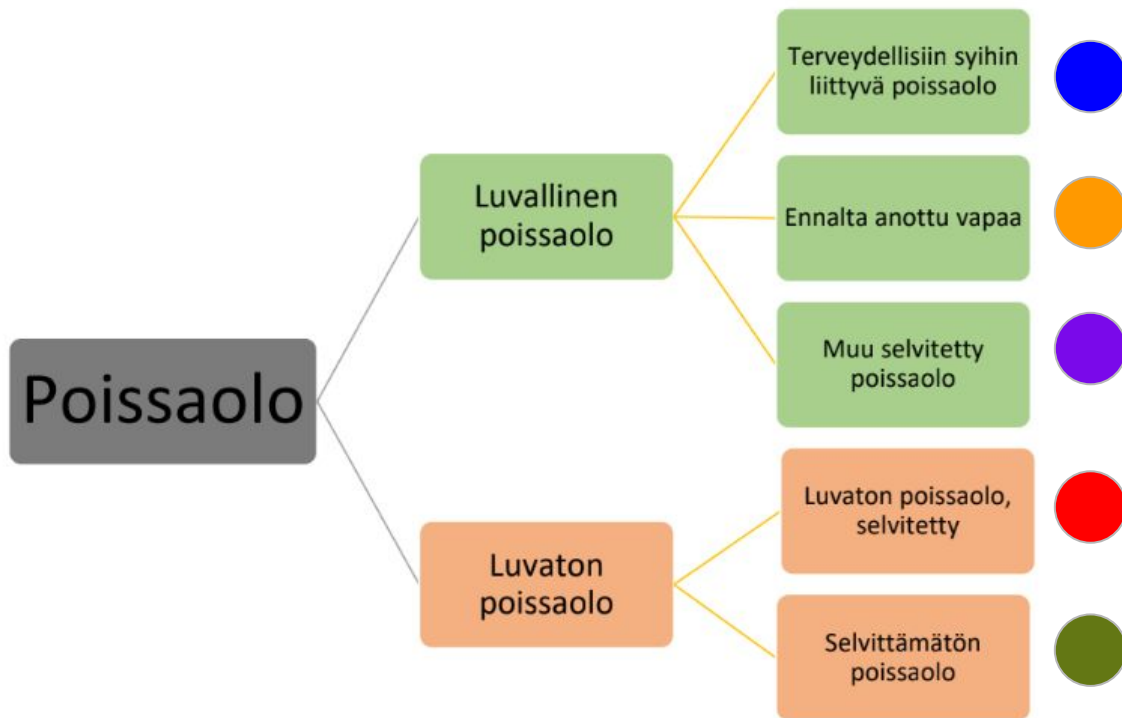 Poissaolo
Luvallinen
poissaolo
Terveydellisiin syihin
liittyvä poissaolo
Ennalta anottu vapaa
Muu selvitetty
poissaolo
Luvaton
poissaolo
Luvaton poissaolo,
selvitetty
Selvittämätön
poissaolo